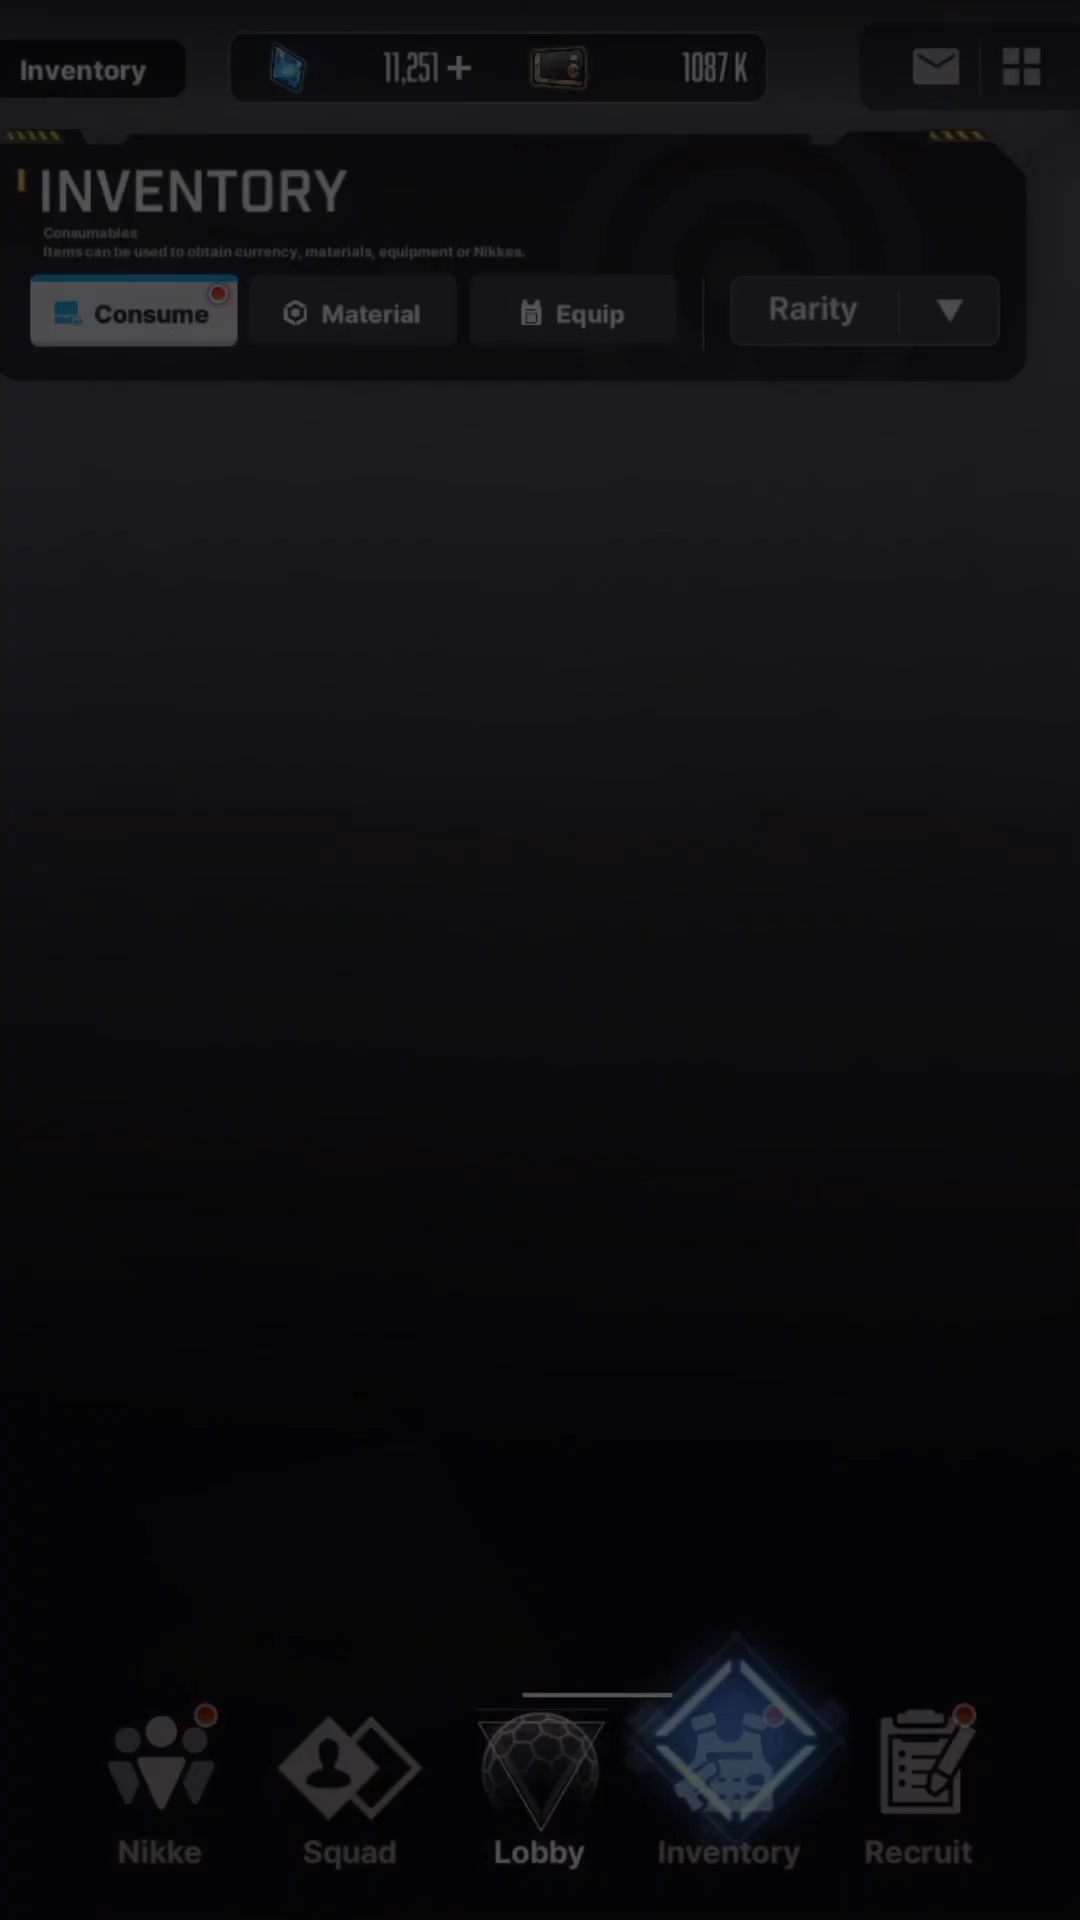 Inventory
11,251
1087 K
INVENTORY
Consumables
Items can be used to obtain currency, materials, equipment or Nikkes.
Consume
Material
Equip
Rarity
Nikke
Squad
Lobby
Inventory
Recruit